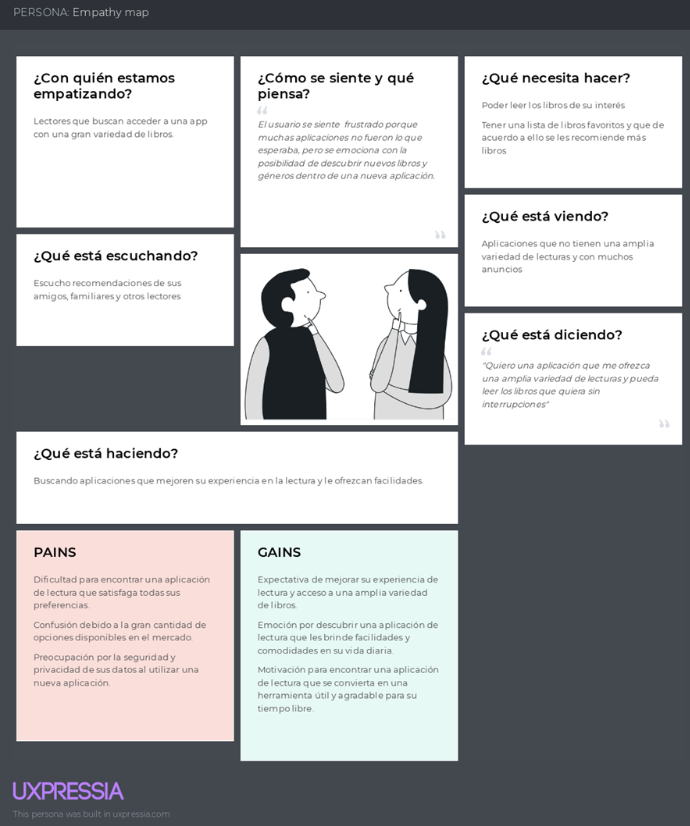 PERSONA: Empathy map
¿Con quién estamos
empatizando?
Lectores que buscan acceder a una app
con una gran variedad de libros.
¿Cómo se siente y qué
piensa?
“
El usuario se siente frustrado porque
muchas aplicaciones no fueron lo que
esperaba, pero se emociona con la
posibilidad de descubrir nuevos libros y
géneros dentro de una nueva aplicación.
”
¿Qué necesita hacer?
Poder leer los libros de su interés
Tener una lista de libros favoritos y que de
acuerdo a ello se les recomiende más
libros
¿Qué está escuchando?
Escucho recomendaciones de sus
amigos, familiares y otros lectores
¿Qué está viendo?
Aplicaciones que no tienen una amplia
variedad de lecturas y con muchos
anuncios
¿Qué está diciendo?
“
"Quiero una aplicación que me ofrezca
una amplia variedad de lecturas y pueda
leer los libros que quiera sin
interrupciones"
”
¿Qué está haciendo?
Buscando aplicaciones que mejoren su experiencia en la lectura y le ofrezcan facilidades.
PAINS
Dificultad para encontrar una aplicación
de lectura que satisfaga todas sus
preferencias.
Confusión debido a la gran cantidad de
opciones disponibles en el mercado.
Preocupación por la seguridad y
privacidad de sus datos al utilizar una
nueva aplicación.
GAINS
Expectativa de mejorar su experiencia de
lectura y acceso a una amplia variedad
de libros.
Emoción por descubrir una aplicación de
lectura que les brinde facilidades y
comodidades en su vida diaria.
Motivación para encontrar una aplicación
de lectura que se convierta en una
herramienta útil y agradable para su
tiempo libre.
UXPRESSIA
This persona was built in uxpressia.com